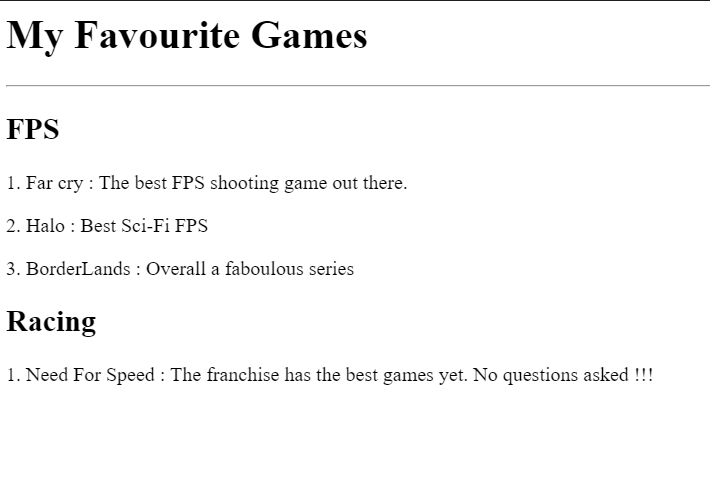 My Favourite Games
FPS
1. Far cry : The best FPS shooting game out there.
2. Halo : Best Sci-Fi FPS
3. BorderLands : Overall a faboulous series
Racing
1. Need For Speed : The franchise has the best games yet. No questions asked !!!